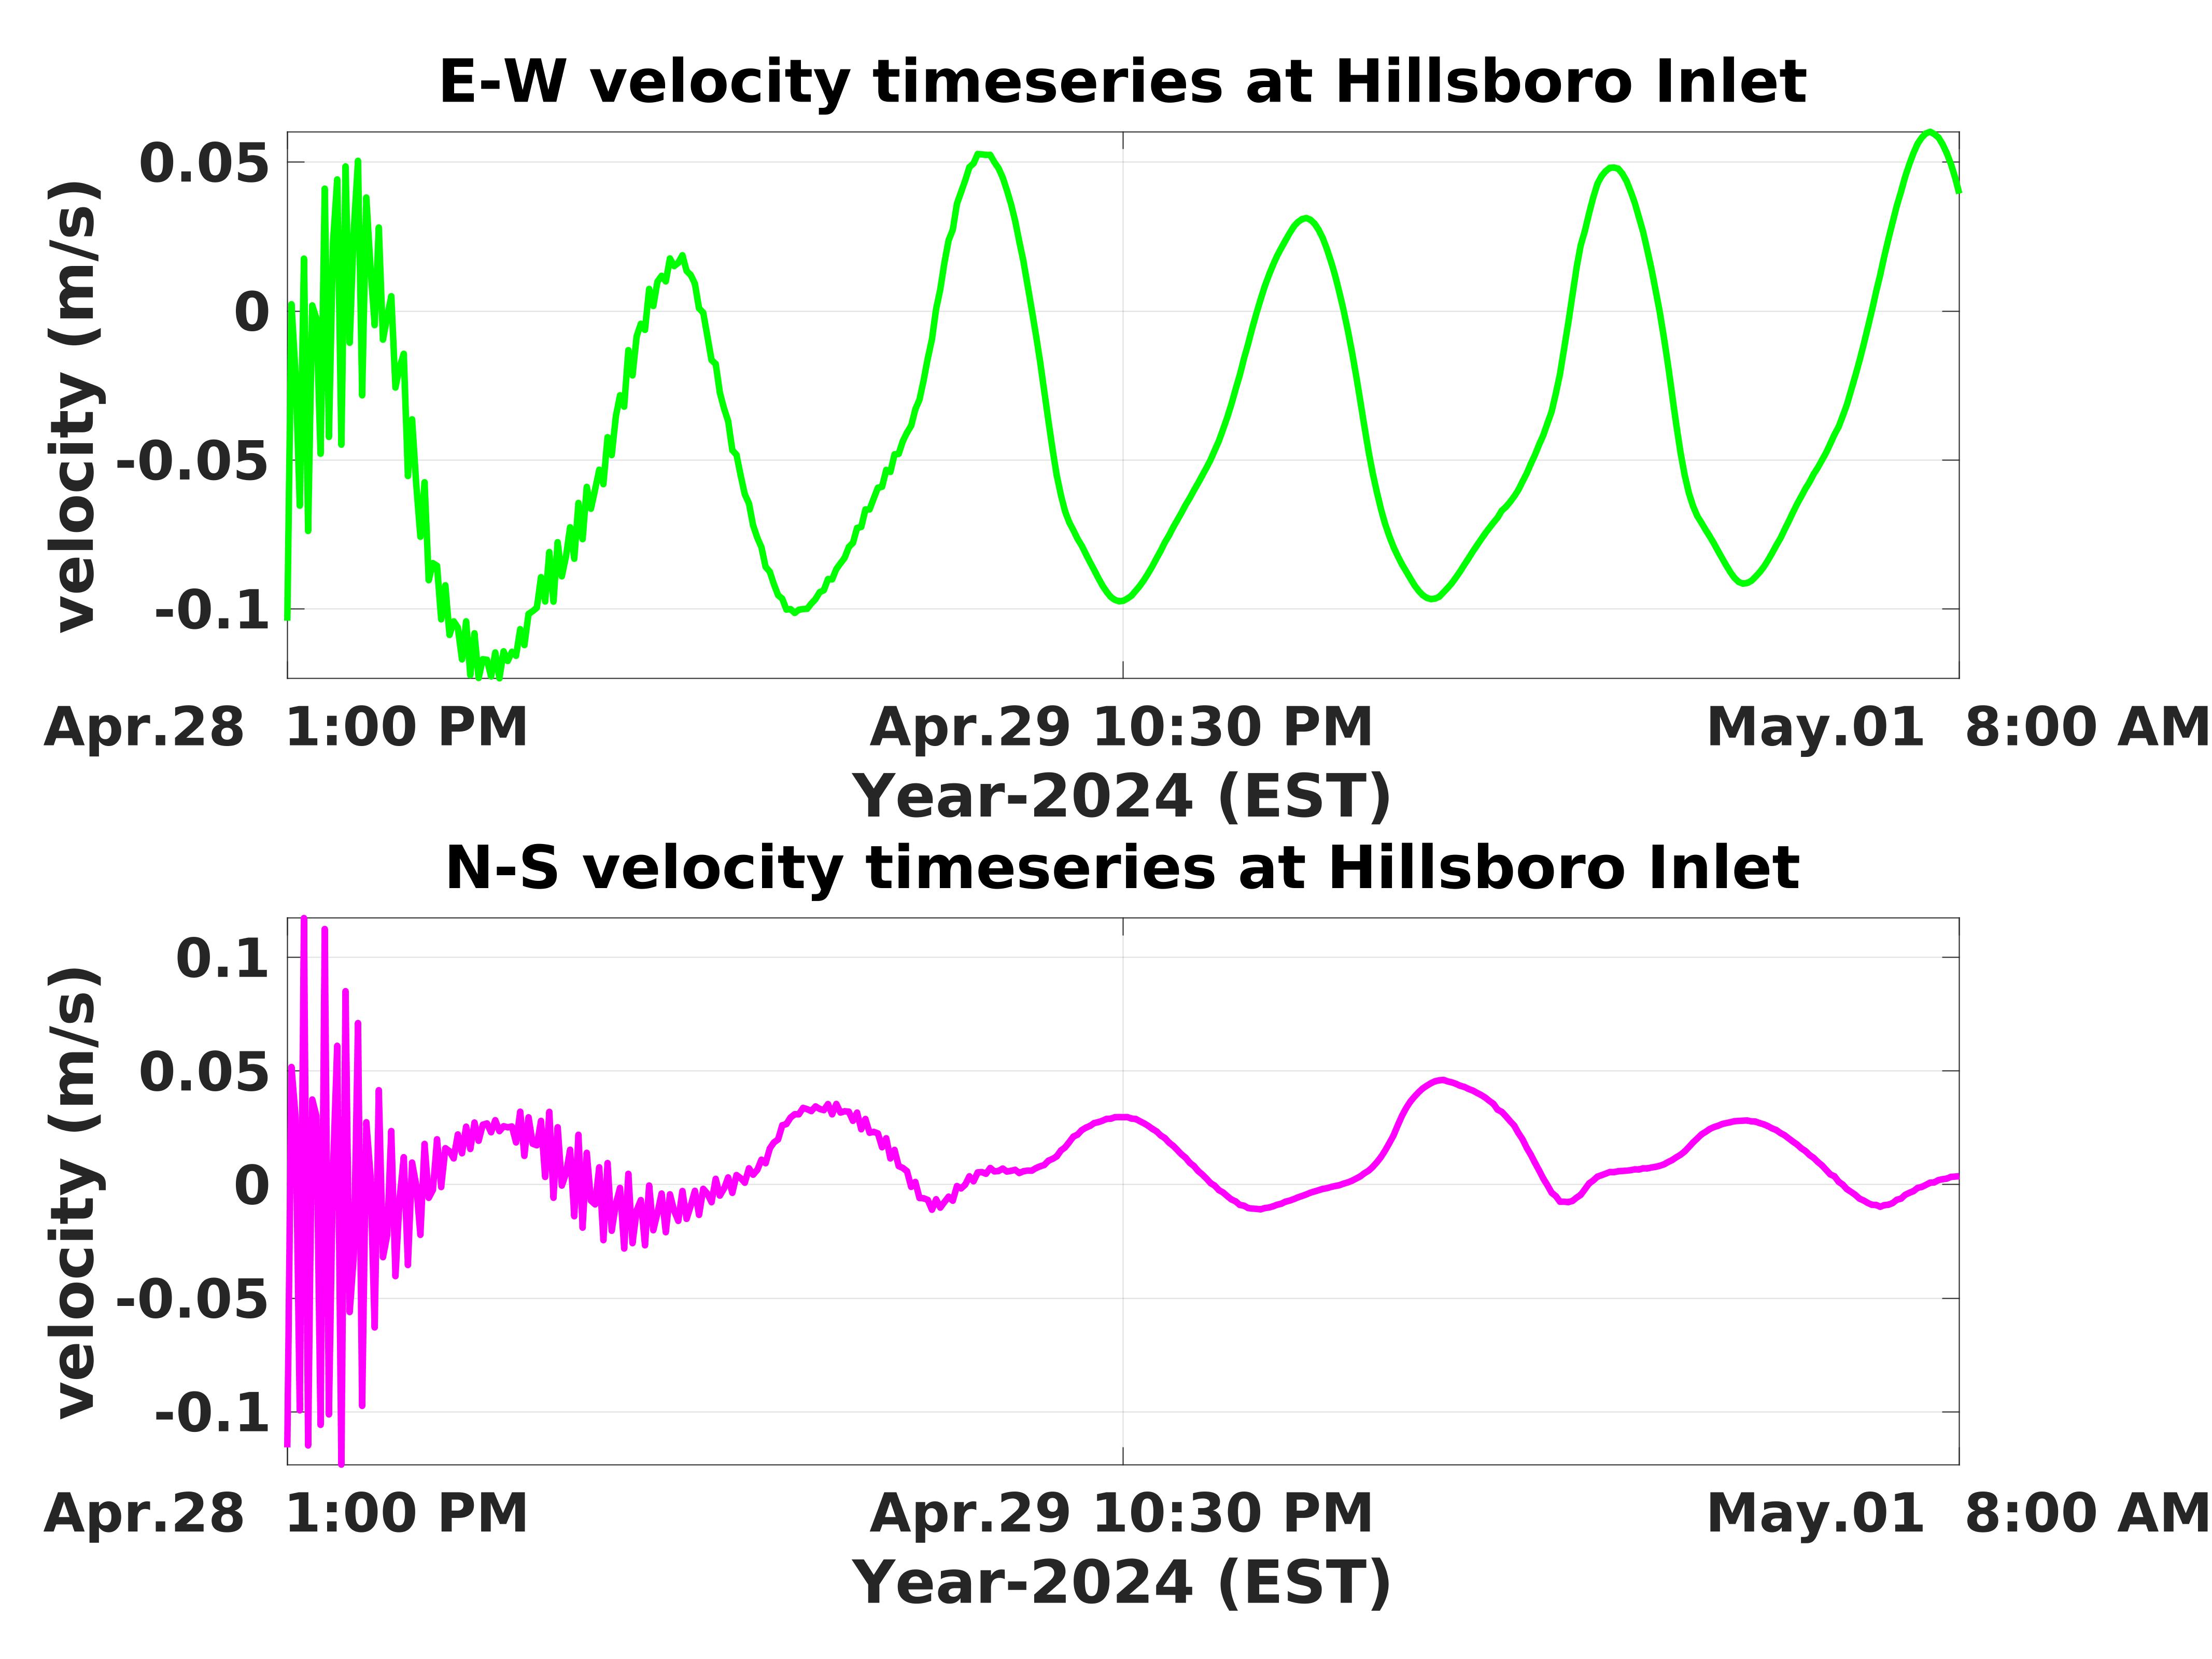 E-W velocity timeseries at Hillsboro Inlet
velocity (m/s)
0.05
0
-0.05
-0.1
Apr.28  1:00 PM
Apr.29 10:30 PM
May.01  8:00 AM
Year-2024 (EST)
N-S velocity timeseries at Hillsboro Inlet
velocity (m/s)
0.1
0.05
0
-0.05
-0.1
Apr.28  1:00 PM
Apr.29 10:30 PM
May.01  8:00 AM
Year-2024 (EST)